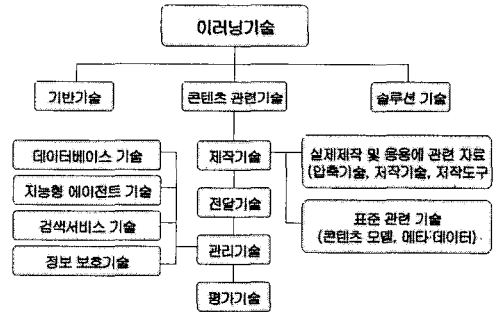 이러닝기술
기반기술
콘텐츠 관련기술
솔루션 기술
데이터베이스 기술
지능형 에이전트 기술
검색서비스 기술
정보 보호기술
제작기술
전달기술
관리기술
평가기술
실제제작 및 응용에 관련 자료
(압축기술, 저작기술, 저작도구)
표준 관련 기술
(콘텐츠 모델, 메타 데이터)